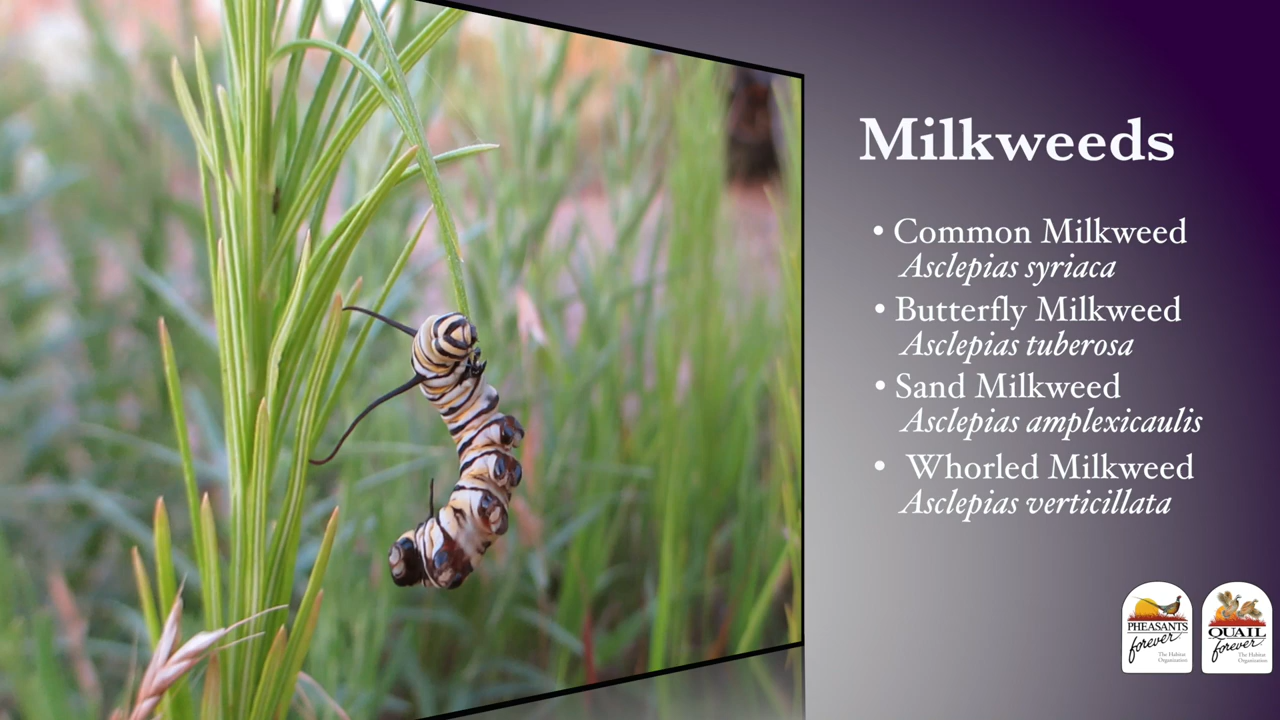 Milkweeds
• Common Milkweed
Asclepias syriaca
• Butterfly Milkweed
Asclepias tuberosa
• Sand Milkweed
Asclepias amplexicaulis
• Whorled Milkweed
Asclepias verticillata
PHEASANTS
forever
The Habitat
Organization
QUAIL
forever
The Habitat
Organization